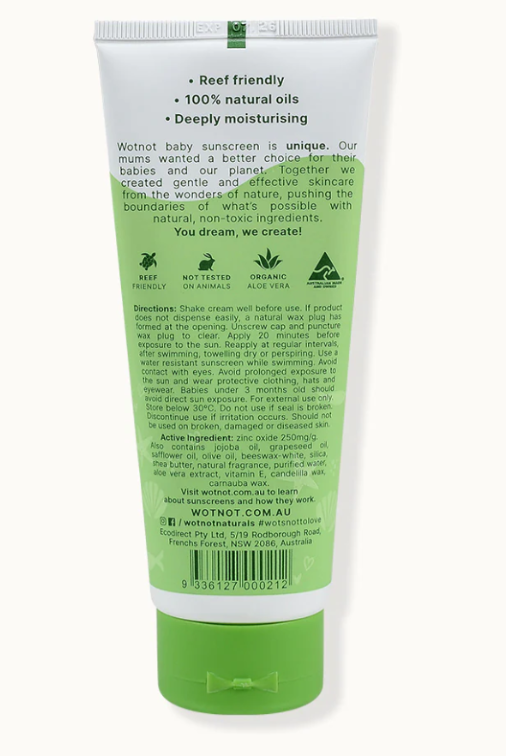 EXP 07 26
• Reef friendly
• 100% natural oils
• Deeply moisturising
Wotnot baby sunscreen is unique. Our
mums wanted a better choice for their
babies and our planet. Together we
created gentle and effective skincare
from the wonders of nature, pushing the
boundaries of what's possible with
natural, non-toxic ingredients.
You dream, we create!
REEF
FRIENDLY
NOT TESTED
ON ANIMALS
ORGANIC
ALOE VERA
AUSTRALIAN MADE
AND OWNED
Directions: Shake cream well before use. If product
does not dispense easily, a natural wax plug has
formed at the opening. Unscrew cap and puncture
wax plug to clear. Apply 20 minutes before
exposure to the sun. Reapply at regular intervals,
after swimming, towelling dry or perspiring. Use a
water resistant sunscreen while swimming. Avoid
contact with eyes. Avoid prolonged exposure to
the sun and wear protective clothing, hats and
eyewear. Babies under 3 months old should
avoid direct sun exposure. For external use only.
Store below 30°C. Do not use if seal is broken.
Discontinue use if irritation occurs. Should not
be used on broken, damaged or diseased skin.
Active Ingredient: zinc oxide 250mg/g.
Also contains jojoba oil, grapeseed oil,
safflower oil, olive oil, beeswax-white, silica,
shea butter, natural fragrance, purified water,
aloe vera extract, vitamin E, candelilla wax,
carnauba wax.
Visit wotnot.com.au to learn
about sunscreens and how they work.
WOTNOT.COM.AU
/ wotnotnaturals #wotsnottolove
Ecodirect Pty Ltd, 5/19 Rodborough Road,
Frenchs Forest, NSW 2086, Australia
9 336127 000212